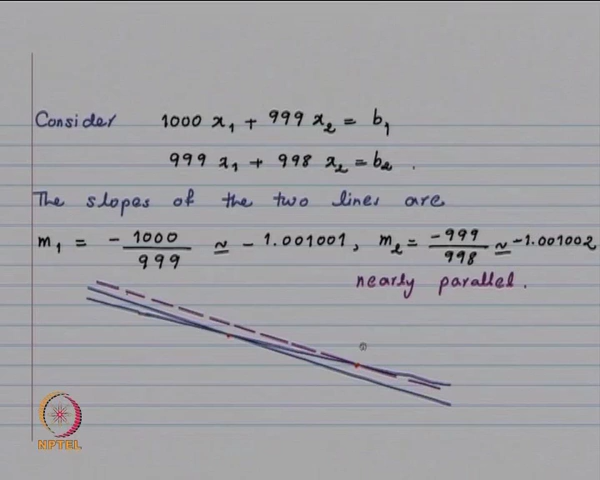 Consider 1000 x₁ + 999 x₂ = b₁
999 x₁ + 998 x₂ = b₂ .
The slopes of the two lines are
m₁ = - 1000/999 ≃ - 1.001001, m₂ = -999/998 ≃ -1.001002
nearly parallel.
NPTEL